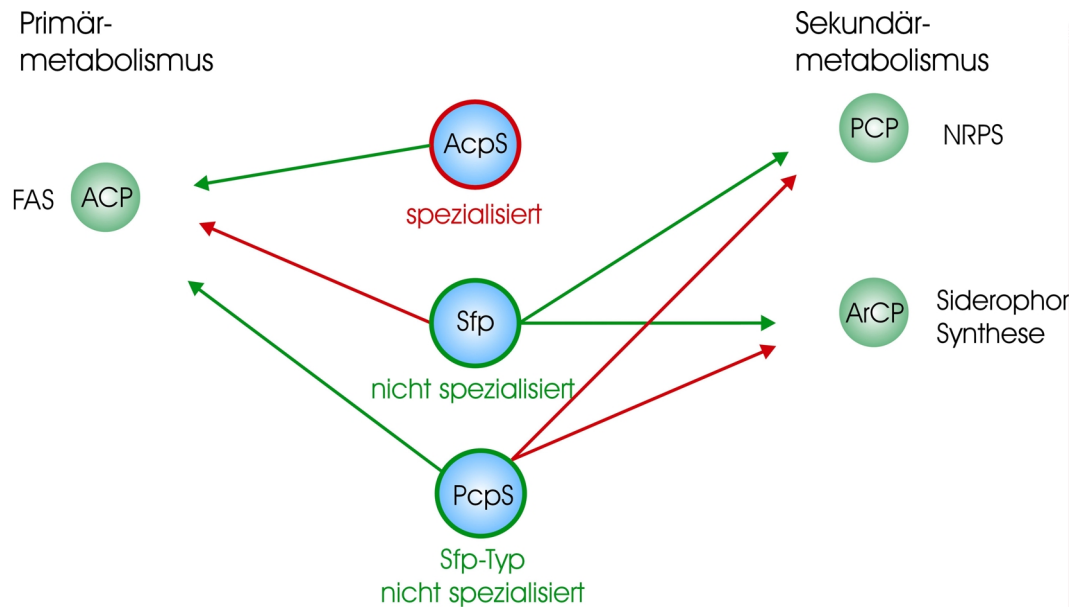 Primär-
metabolismus
Sekundär-
metabolismus
AcpS
spezialisiert
FAS
ACP
PCP
NRPS
Sfp
nicht spezialisiert
ArCP
Siderophor
Synthese
PcpS
Sfp-Typ
nicht spezialisiert